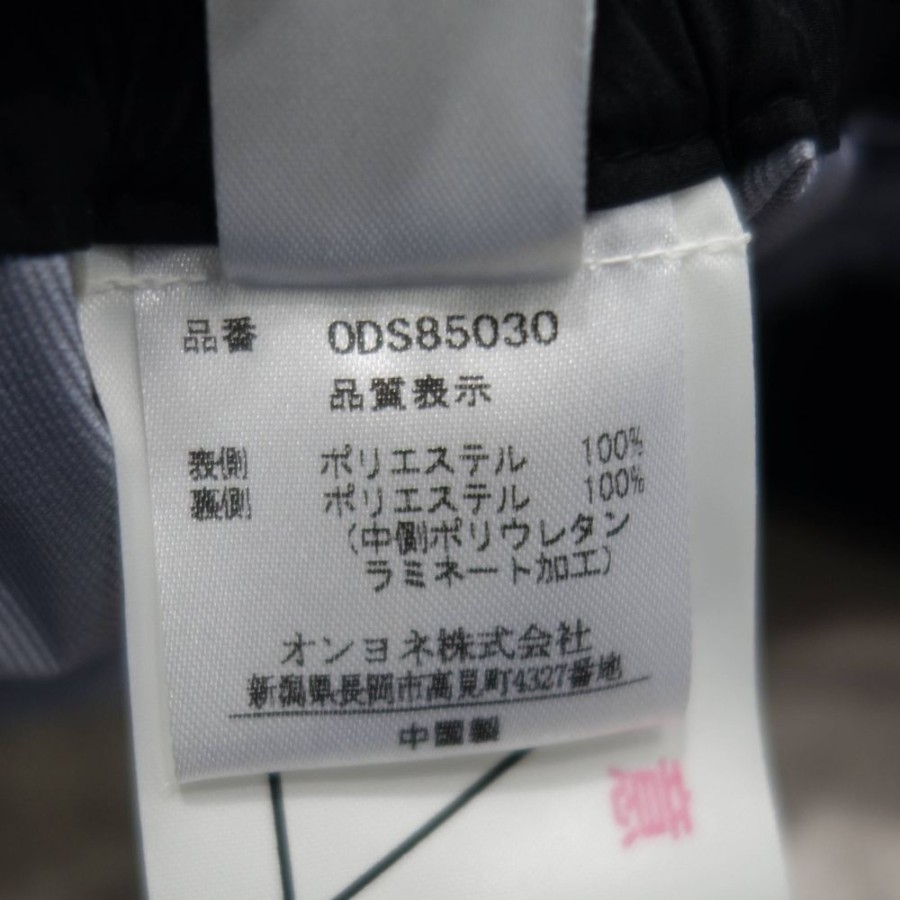 品番 ODS85030
品質表示
表側 ポリエステル 100%
裏側 ポリエステル 100%
(中側ポリウレタン
ラミネート加工)
オンヨネ株式会社
新潟県長岡市高見町4327番地
中国製
意